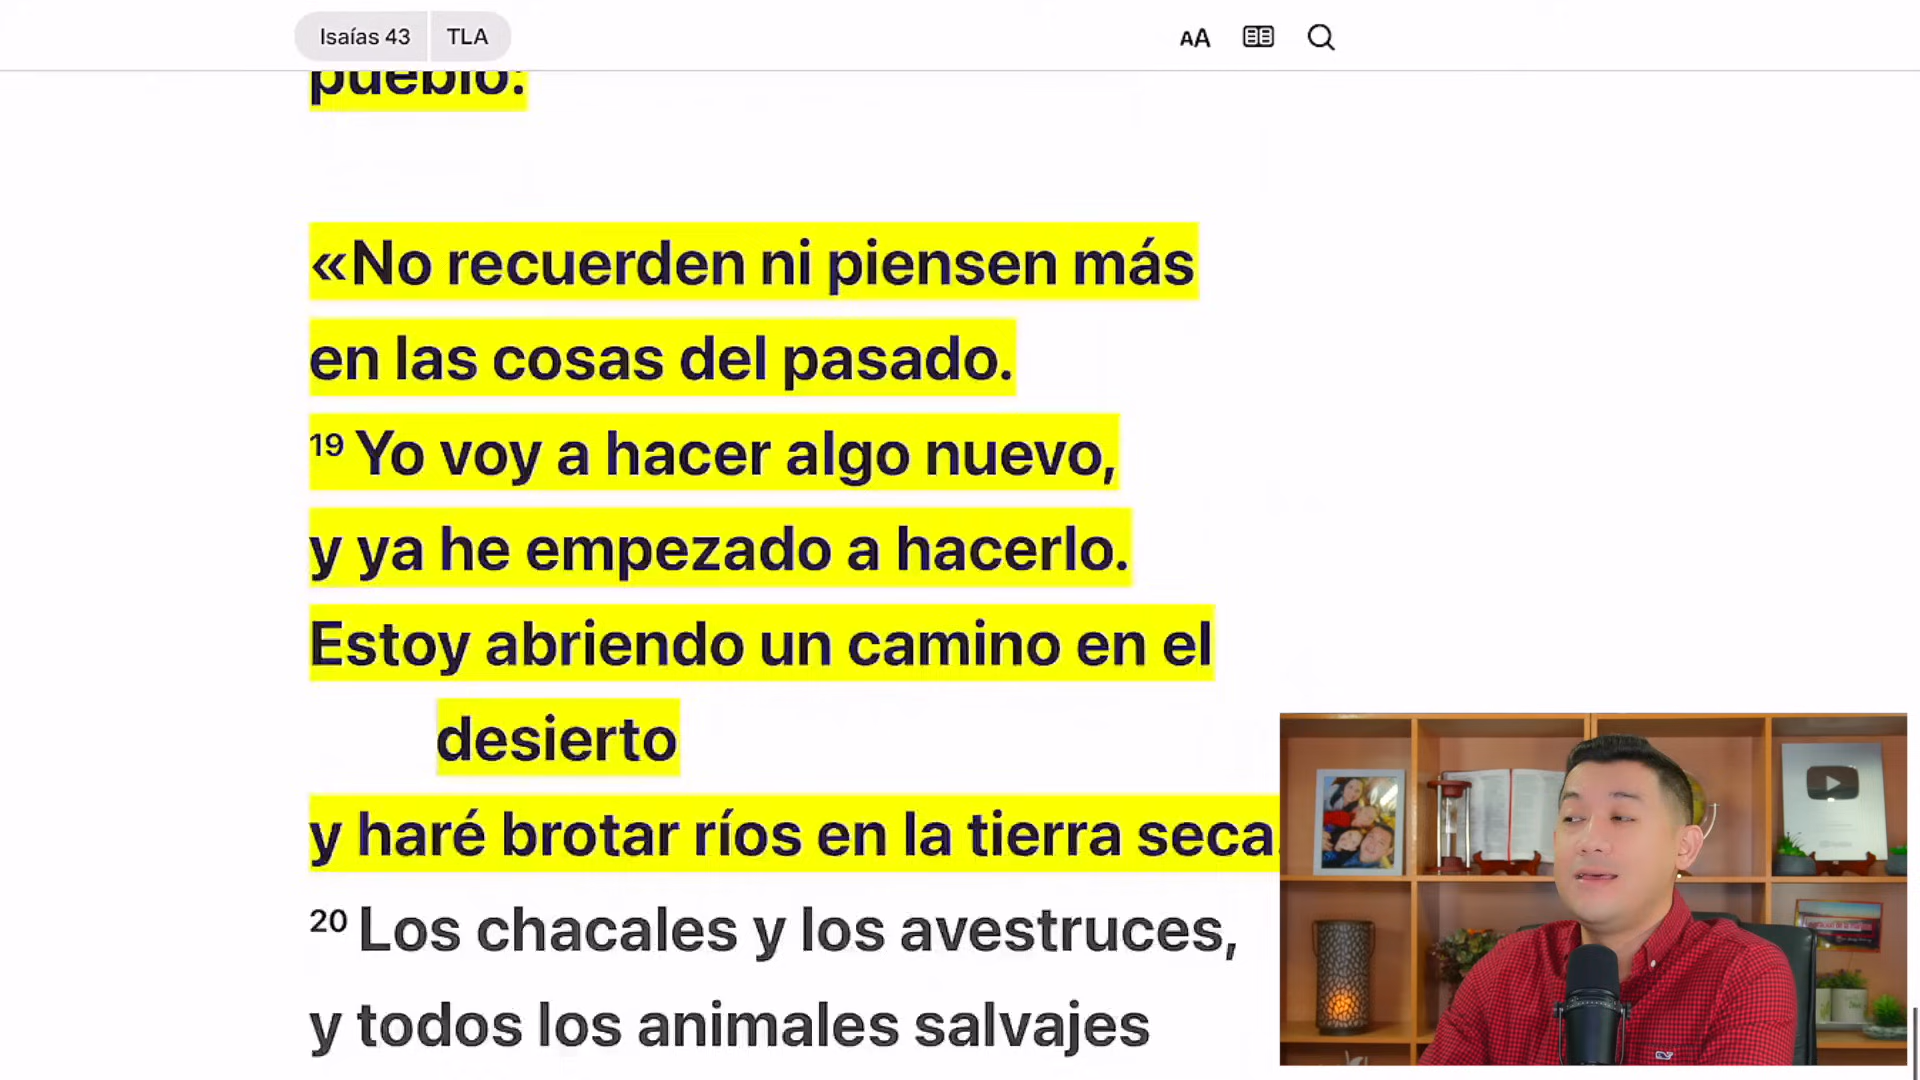 Isaías 43 TLA AA
pueblo:
«No recuerden ni piensen más
en las cosas del pasado.
19 Yo voy a hacer algo nuevo,
y ya he empezado a hacerlo.
Estoy abriendo un camino en el
desierto
y haré brotar ríos en la tierra seca.
20 Los chacales y los avestruces,
y todos los animales salvajes